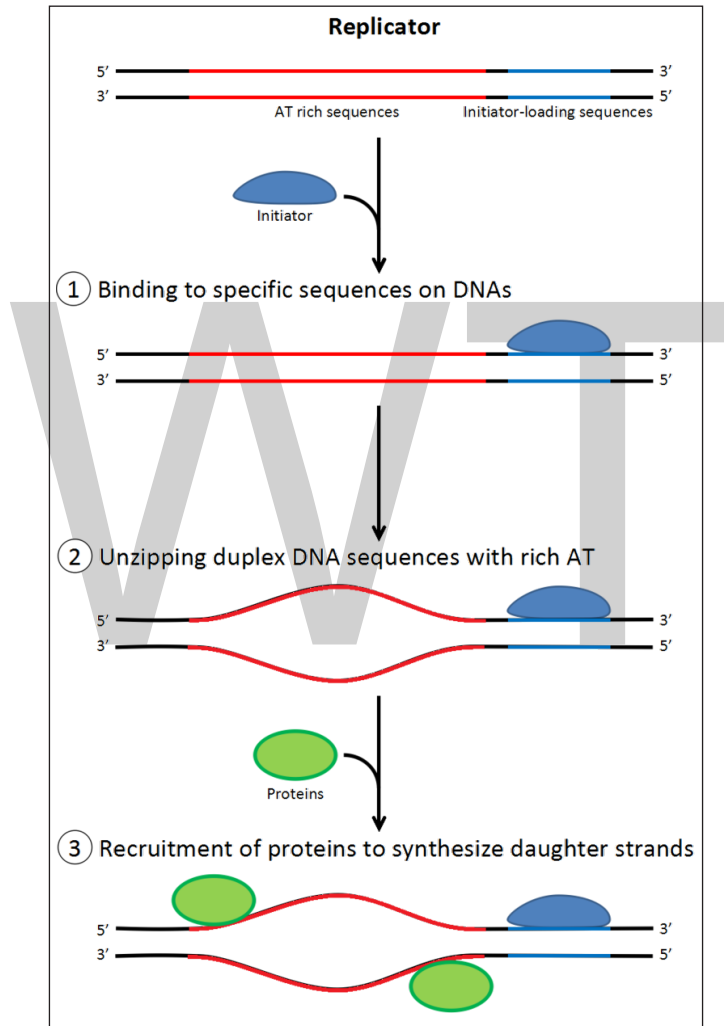 Replicator
5′ 3′
3′ 5′
AT rich sequences Initiator-loading sequences
Initiator
1 Binding to specific sequences on DNAs
5′ 3′
3′ 5′
2 Unzipping duplex DNA sequences with rich AT
5′ 3′
3′ 5′
Proteins
3 Recruitment of proteins to synthesize daughter strands
5′ 3′
3′ 5′
WT